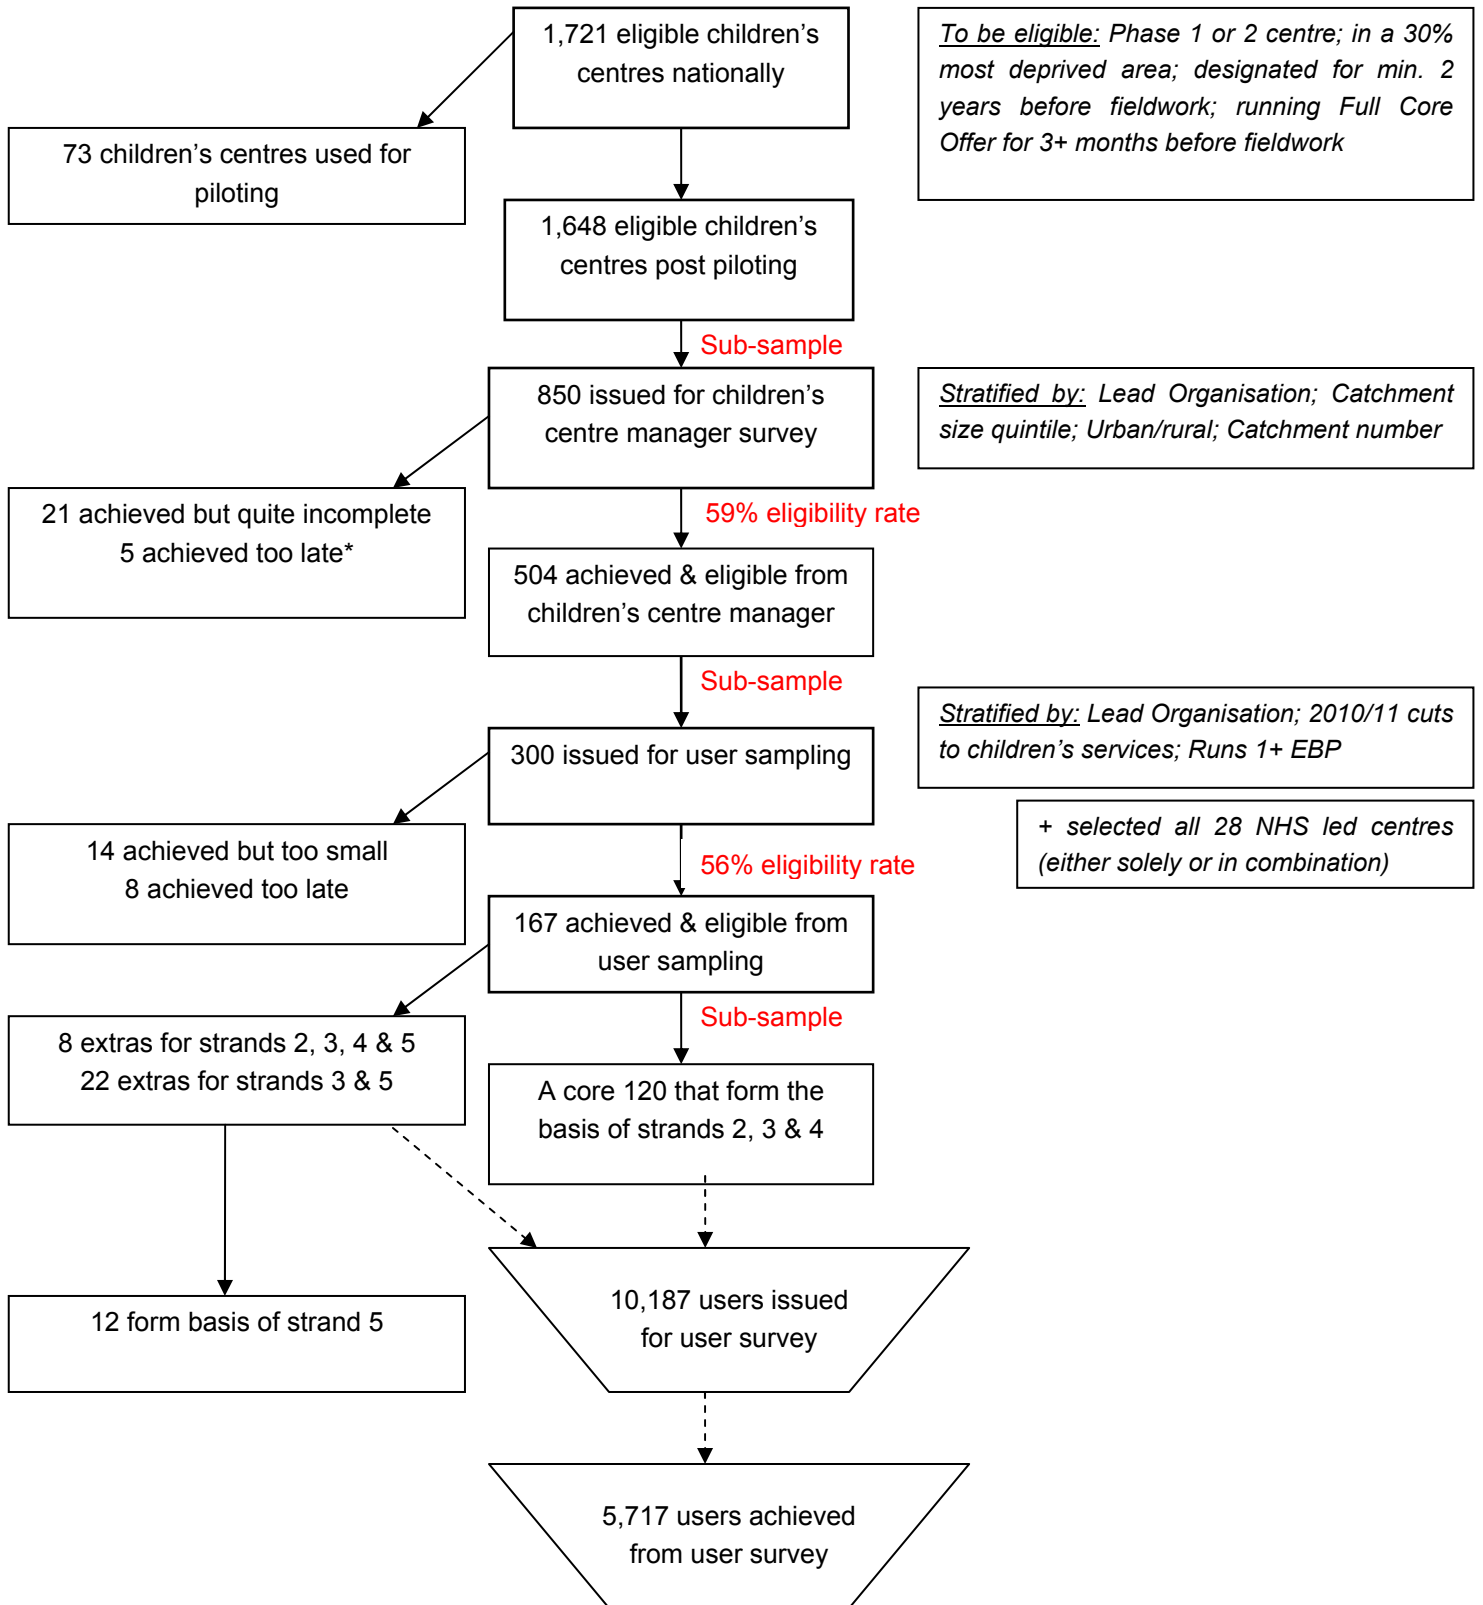 1,721 eligible children’s
centres nationally
To be eligible: Phase 1 or 2 centre; in a 30%
most deprived area; designated for min. 2
years before fieldwork; running Full Core
Offer for 3+ months before fieldwork
73 children’s centres used for
piloting
1,648 eligible children’s
centres post piloting
Sub-sample
850 issued for children’s
centre manager survey
Stratified by: Lead Organisation; Catchment
size quintile; Urban/rural; Catchment number
21 achieved but quite incomplete
5 achieved too late*
59% eligibility rate
504 achieved & eligible from
children’s centre manager
Sub-sample
Stratified by: Lead Organisation; 2010/11 cuts
to children’s services; Runs 1+ EBP
300 issued for user sampling
+ selected all 28 NHS led centres
(either solely or in combination)
14 achieved but too small
8 achieved too late
56% eligibility rate
167 achieved & eligible from
user sampling
Sub-sample
8 extras for strands 2, 3, 4 & 5
22 extras for strands 3 & 5
A core 120 that form the
basis of strands 2, 3 & 4
12 form basis of strand 5
10,187 users issued
for user survey
5,717 users achieved
from user survey